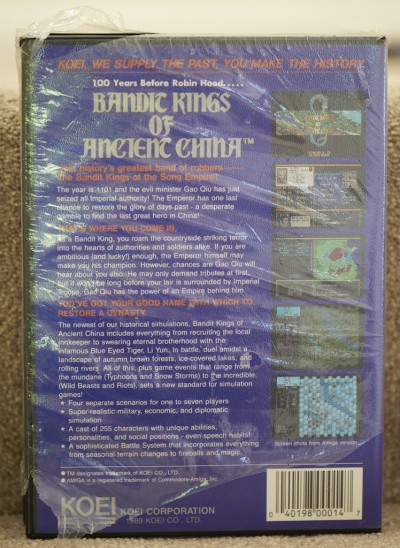 KOEI, WE SUPPLY THE PAST, YOU MAKE THE HISTORY.
100 Years Before Robin Hood.....
BANDIT KINGS
OF
ANCIENT CHINA™
history's greatest band of robbers
the Bandit Kings of the Song Empire!
The year is 1101 and the evil minister Gao Qiu has just
seized all Imperial authority! The Emperor has one last
chance to restore the glory of days past - a desperate
gamble to find the last great hero in China!
THAT'S WHERE YOU COME IN
As a Bandit King, you roam the countryside striking terror
into the hearts of authorities and soldiers alike. If you are
ambitious (and lucky!) enough, the Emperor himself may
make you his champion. However, chances are Gao Qiu will
hear about you also. He may only demand tributes at first,
but it won't be long before your lair is surrounded by Imperial
troops. Gao Qiu has the power of an Empire behind him.
YOU'VE GOT YOUR GOOD NAME WITH WHICH TO
RESTORE A DYNASTY
The newest of our historical simulations, Bandit Kings of
Ancient China includes everything from recruiting the local
innkeeper to swearing eternal brotherhood with the
infamous Blue Eyed Tiger, Li Yun. In battle, duel amidst a
landscape of autumn brown forests, ice-covered lakes, and
rolling rivers. All of this, plus game events that range from
the mundane (Typhoons and Snow Storms) to the incredible
(Wild Beasts and Riots), sets a new standard for simulation
games!
★ Four separate scenarios for one to seven players
★ Super-realistic military, economic, and diplomatic
simulation
★ A cast of 255 characters with unique abilities,
personalities, and social positions - even speech habits!
★ A sophisticated Battle System that incorporates everything
from seasonal terrain changes to fireballs and magic.
Screen shots from Amiga version.
● TM designates trademark of KOEI CO., LTD.
● AMIGA is a registered trademark of Commodore-Amiga, Inc.
KOEI KOEI CORPORATION
1989 KOEI CO., LTD.
0 40198 00014 7